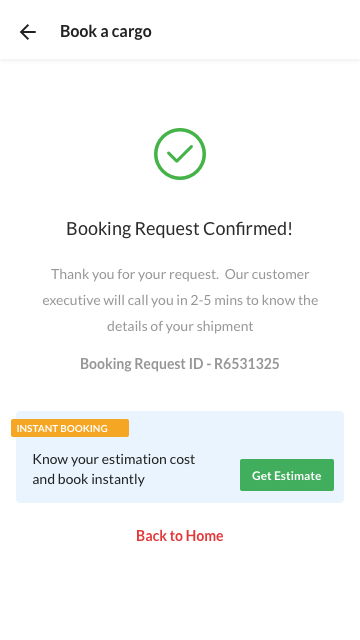 Book a cargo
Booking Request Confirmed!
Thank you for your request. Our customer
executive will call you in 2-5 mins to know the
details of your shipment
Booking Request ID - R6531325
INSTANT BOOKING
Know your estimation cost
and book instantly
Get Estimate
Back to Home